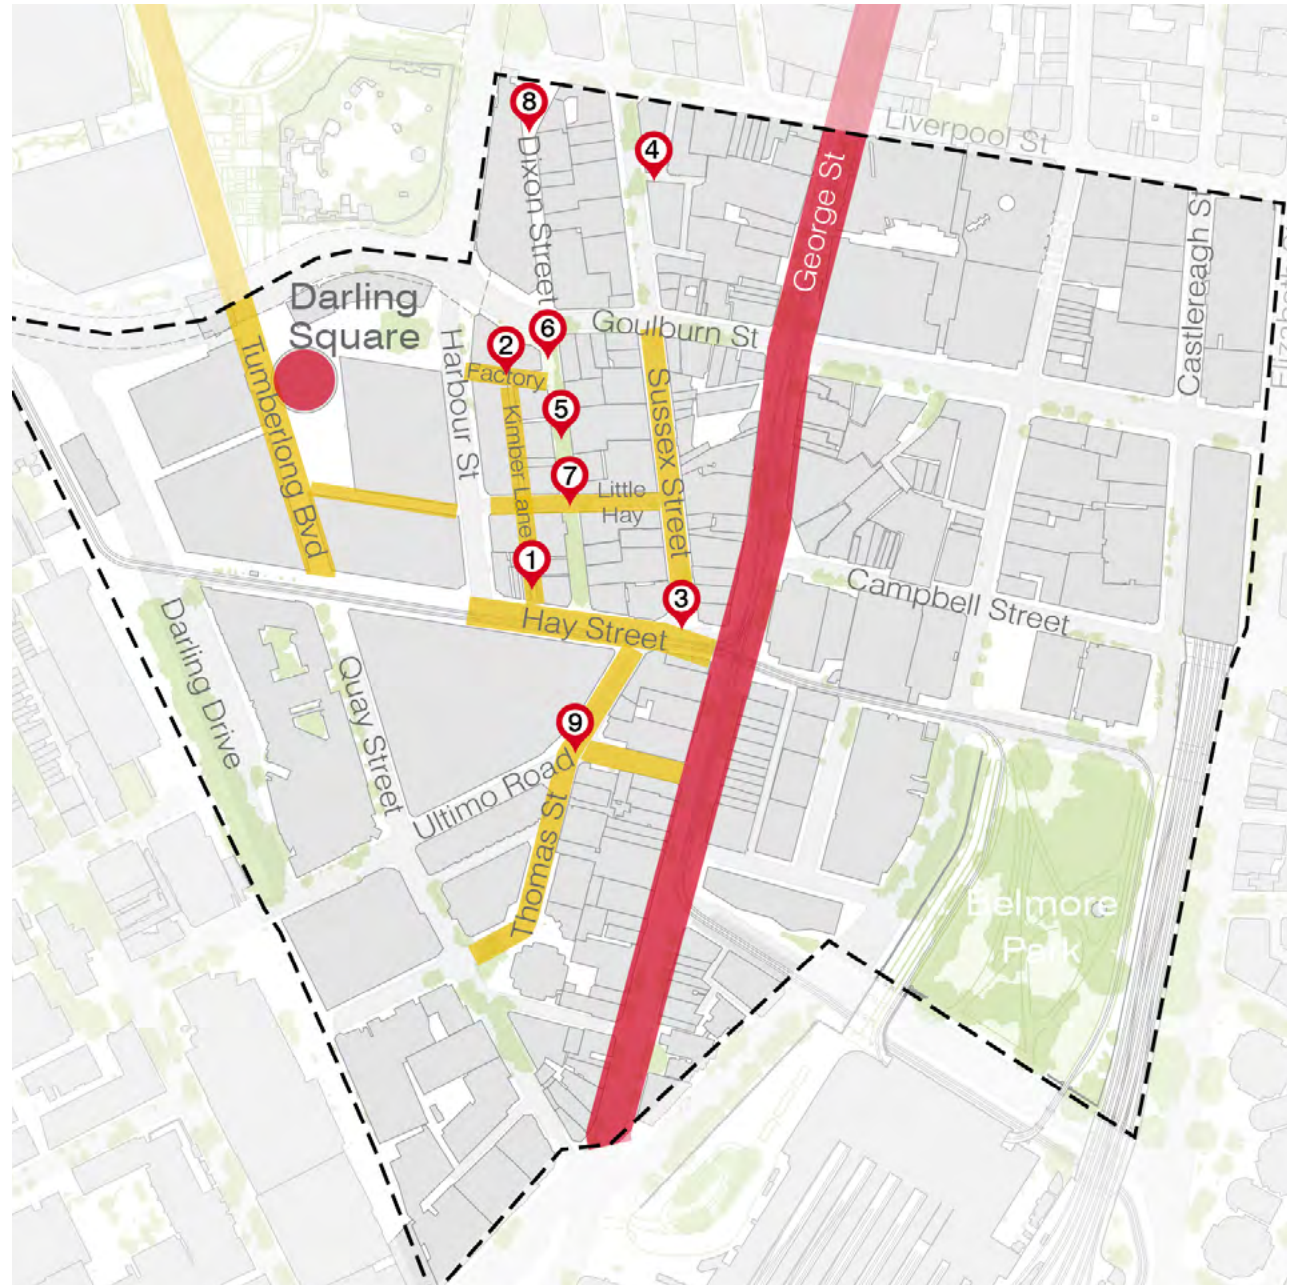 8
Liverpool St
4
Dixon Street
George St
Castlereagh St
Darling
Square
6
Goulburn St
2
Factory
Harbour St
Tumberlong Bvd
Sussex Street
5
Kimber Lane
7
Little
Hay
1
3
Campbell Street
Hay Street
Darling Drive
Quay Street
9
Ultimo Road
Thomas St
Belmore
Park